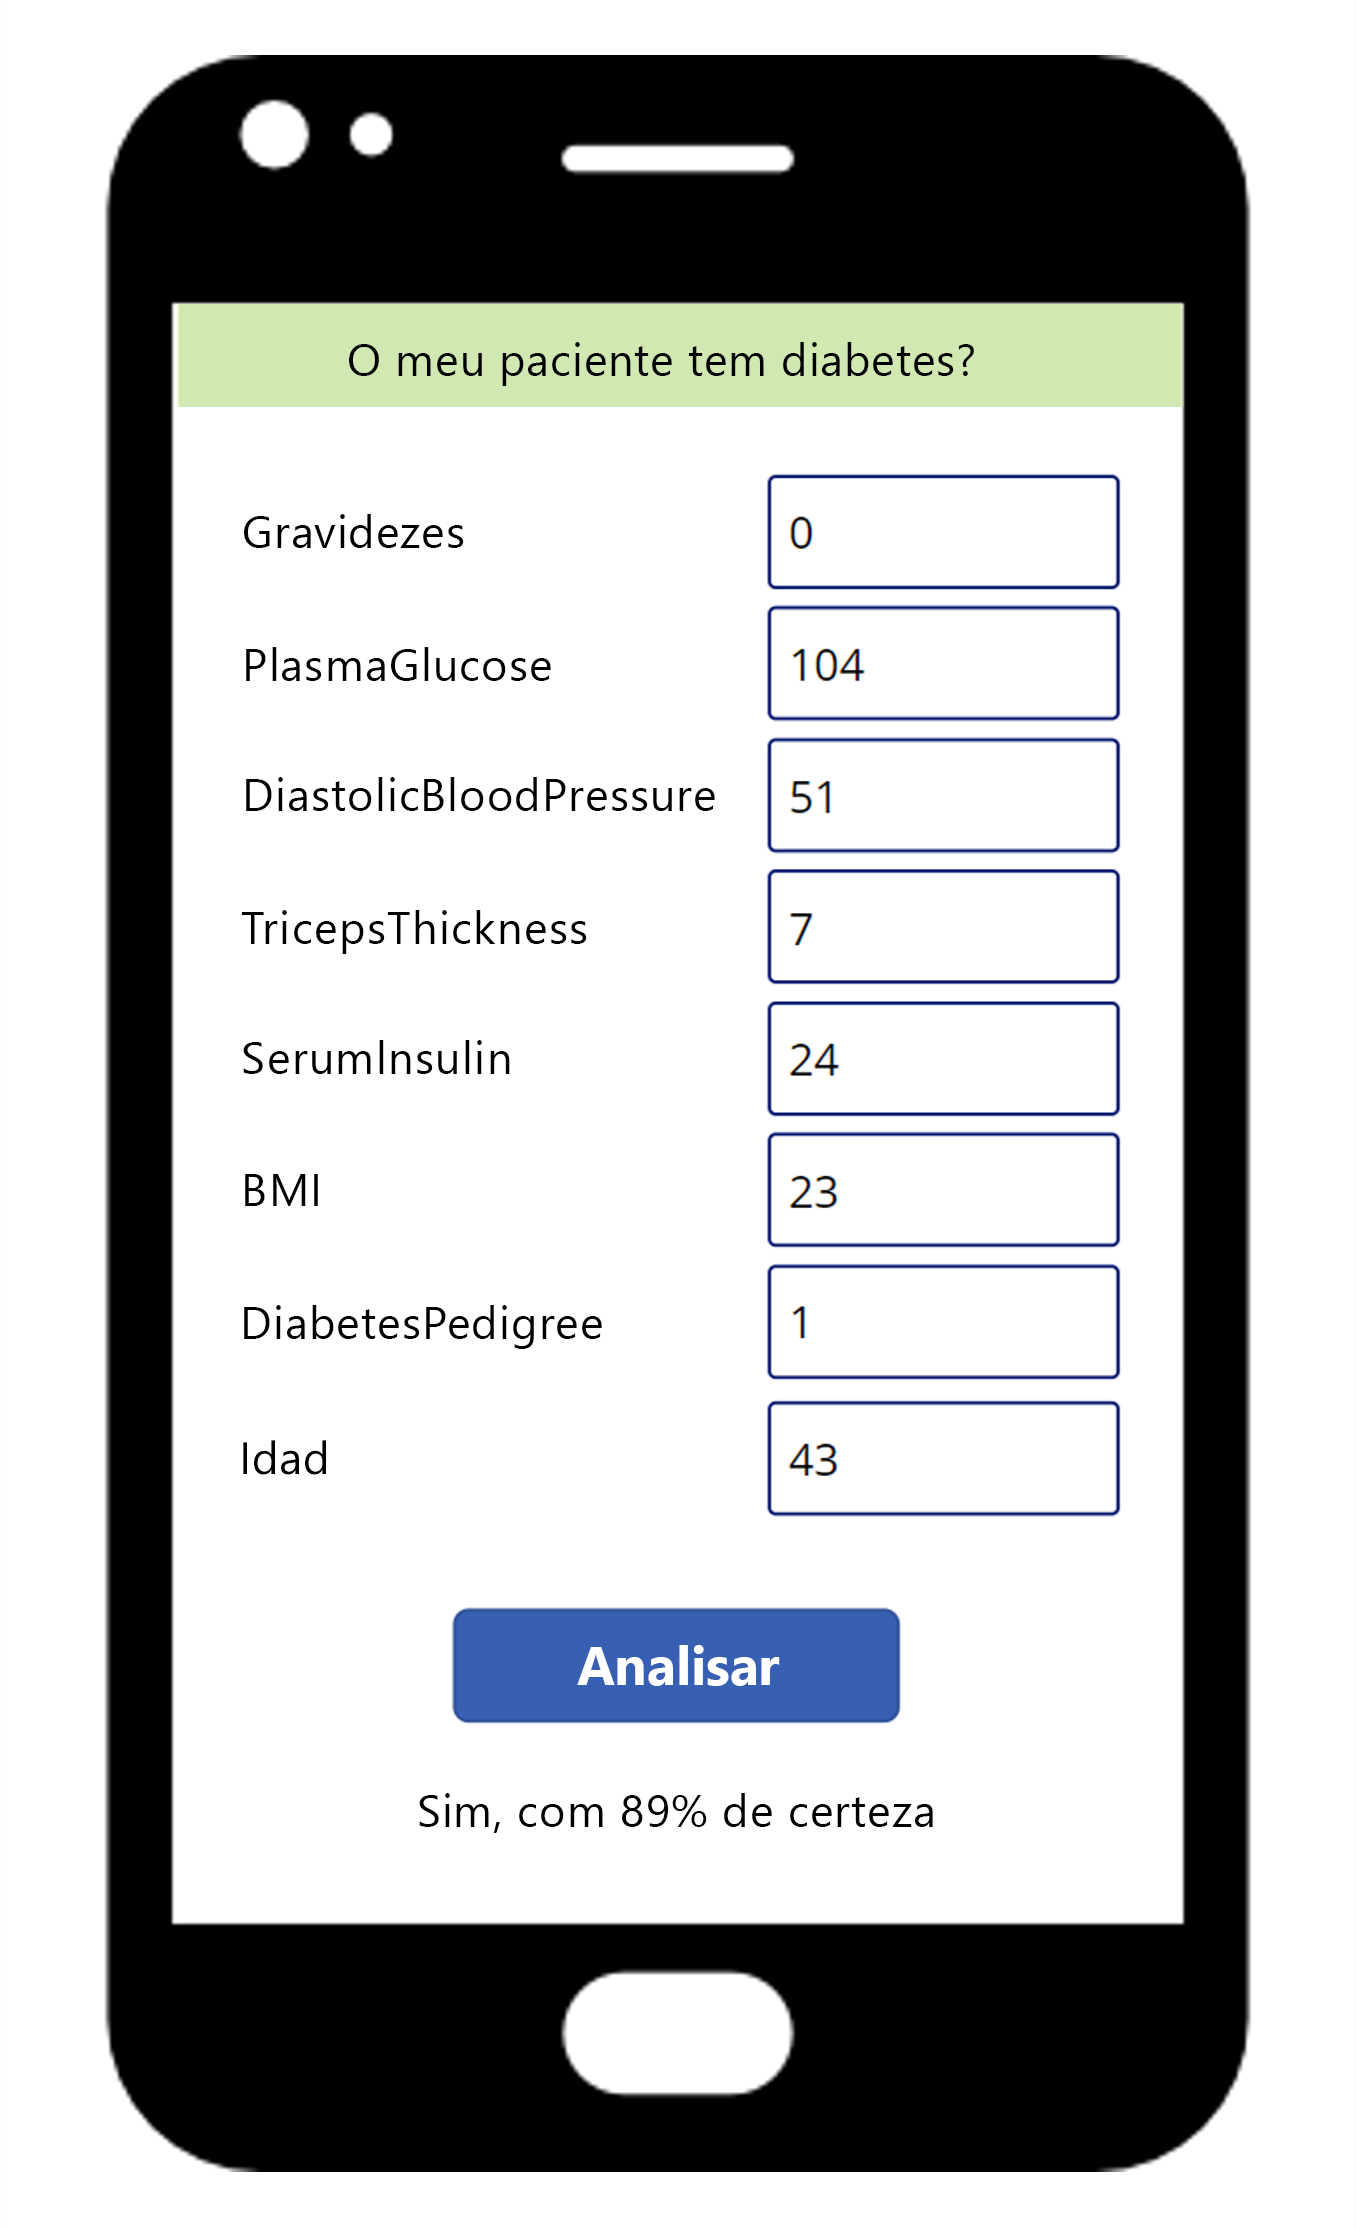 O meu paciente tem diabetes?
Gravidezes 0
PlasmaGlucose 104
DiastolicBloodPressure 51
TricepsThickness 7
SerumInsulin 24
BMI 23
DiabetesPedigree 1
Idad 43
Analisar
Sim, com 89% de certeza